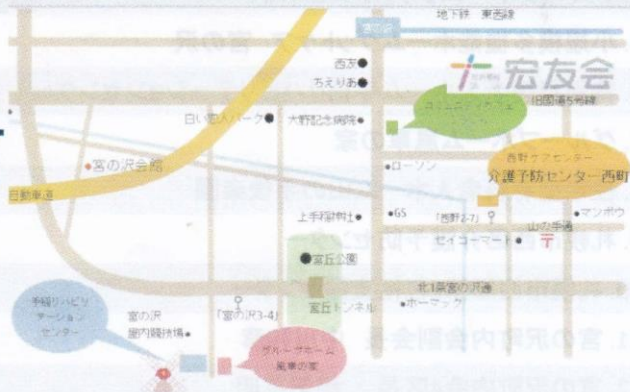 地下鉄 東西線
宮の沢
西友
ちえりあ
宏友会
白い恋人パーク
大野記念病院
コミュニティカフェ
旧国道5号線
宮の沢会館
ローソン
西野ケアセンター
介護予防センター西町
自動車道
上手稲神社
GS
「西野2-7」
マンボウ
山の手通
セイコーマート
宮丘公園
北1条宮の沢通
手稲リハビリ
テーション
センター
宮の沢
屋内競技場
「宮の沢3-4」
宮丘トンネル
ホーマック
グループホーム